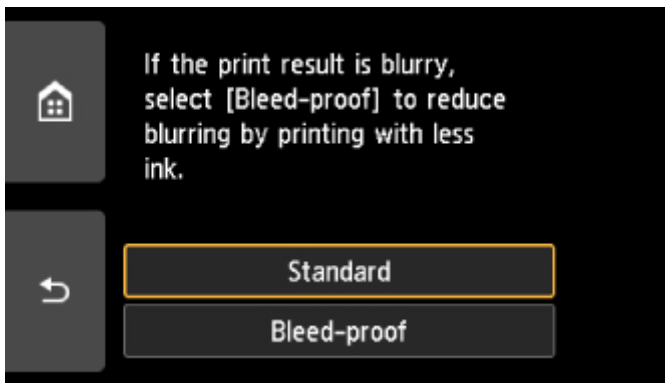 If the print result is blurry,
select [Bleed-proof] to reduce
blurring by printing with less
ink.
Standard
Bleed-proof